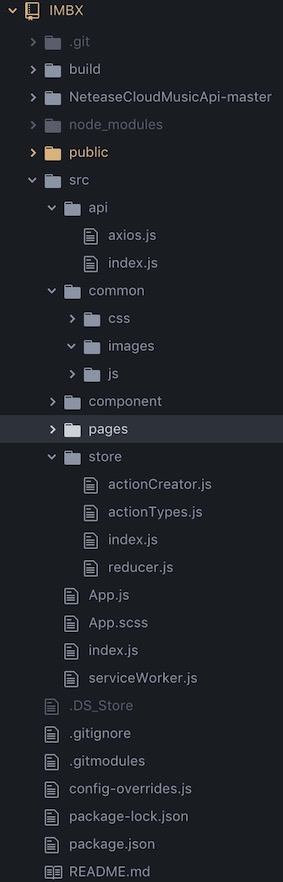 IMBX
.git
build
NeteaseCloudMusicApi-master
node_modules
public
src
api
axios.js
index.js
common
css
images
js
component
pages
store
actionCreator.js
actionTypes.js
index.js
reducer.js
App.js
App.scss
index.js
serviceWorker.js
.DS_Store
.gitignore
.gitmodules
config-overrides.js
package-lock.json
package.json
README.md